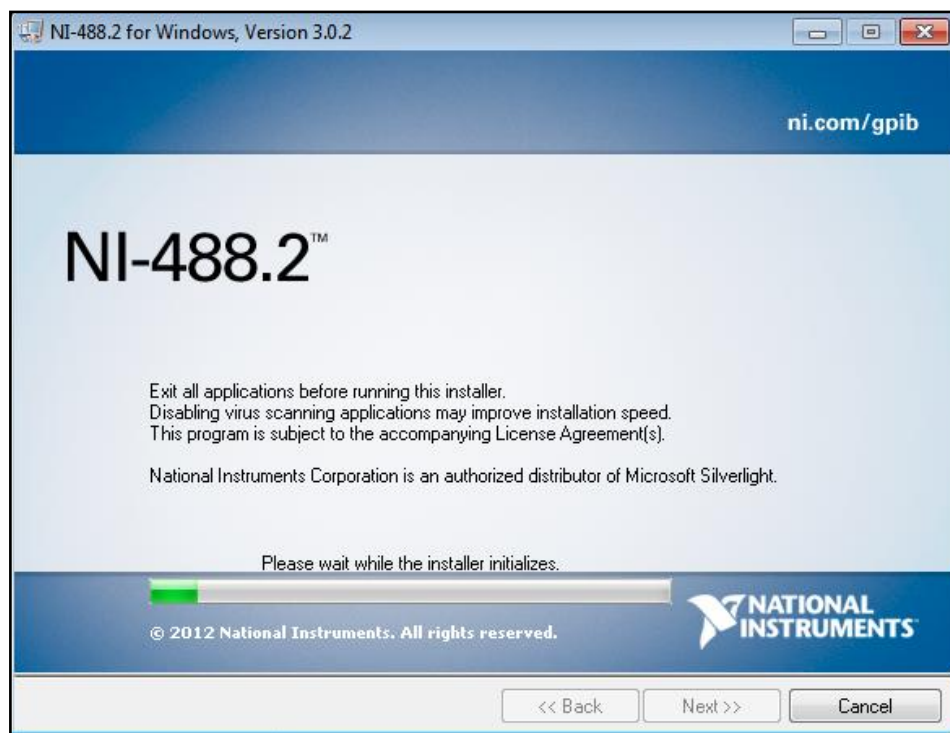 NI-488.2 for Windows, Version 3.0.2
ni.com/gpib
NI-488.2™
Exit all applications before running this installer.
Disabling virus scanning applications may improve installation speed.
This program is subject to the accompanying License Agreement(s).
National Instruments Corporation is an authorized distributor of Microsoft Silverlight.
Please wait while the installer initializes.
© 2012 National Instruments. All rights reserved.
NATIONAL
INSTRUMENTS
<< Back
Next >>
Cancel